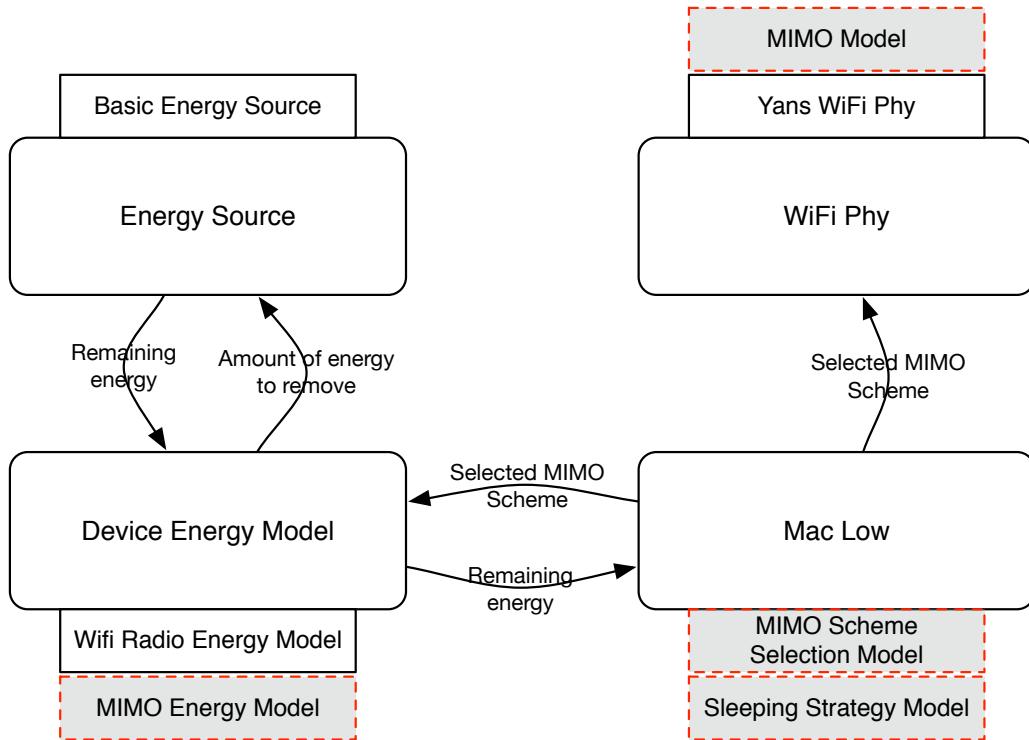 MIMO Model
Basic Energy Source
Yans WiFi Phy
Energy Source
WiFi Phy
Remaining
energy
Amount of energy
to remove
Selected MIMO
Scheme
Selected MIMO
Scheme
Device Energy Model
Mac Low
Remaining
energy
Wifi Radio Energy Model
MIMO Scheme
Selection Model
MIMO Energy Model
Sleeping Strategy Model